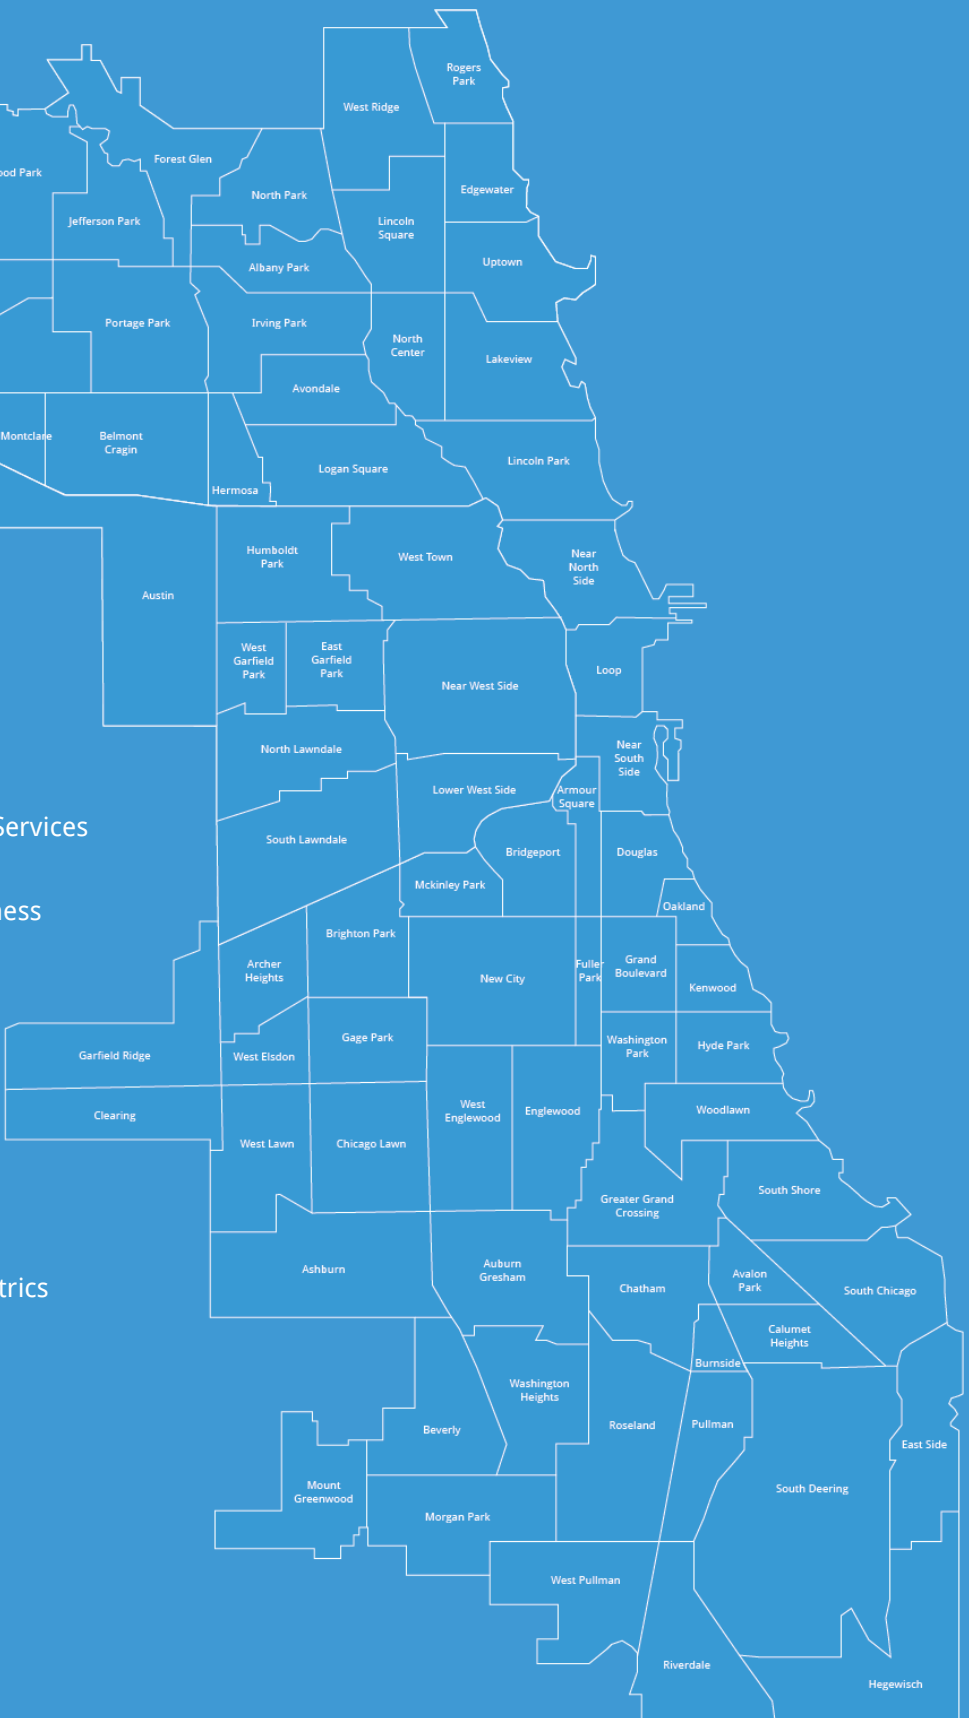 Rogers
Park
West Ridge
Forest Glen
ood Park
North Park
Edgewater
Jefferson Park
Lincoln
Square
Uptown
Albany Park
Portage Park
Irving Park
North
Center
Lakeview
Avondale
Montclare
Belmont
Cragin
Logan Square
Lincoln Park
Hermosa
Humboldt
Park
West Town
Near
North
Side
Austin
West
Garfield
Park
East
Garfield
Park
Loop
Near West Side
North Lawndale
Near
South
Side
Lower West Side
Armour
Square
Services
South Lawndale
Bridgeport
Douglas
Mckinley Park
ness
Oakland
Brighton Park
Archer
Heights
New City
Fuller
Park
Grand
Boulevard
Kenwood
Gage Park
Washington
Park
Hyde Park
Garfield Ridge
West Elsdon
Clearing
West
Englewood
Englewood
Woodlawn
West Lawn
Chicago Lawn
South Shore
Greater Grand
Crossing
Ashburn
Auburn
Gresham
Chatham
Avalon
Park
South Chicago
trics
Calumet
Heights
Burnside
Washington
Heights
Beverly
Roseland
Pullman
East Side
Mount
Greenwood
South Deering
Morgan Park
West Pullman
Riverdale
Hegewisch